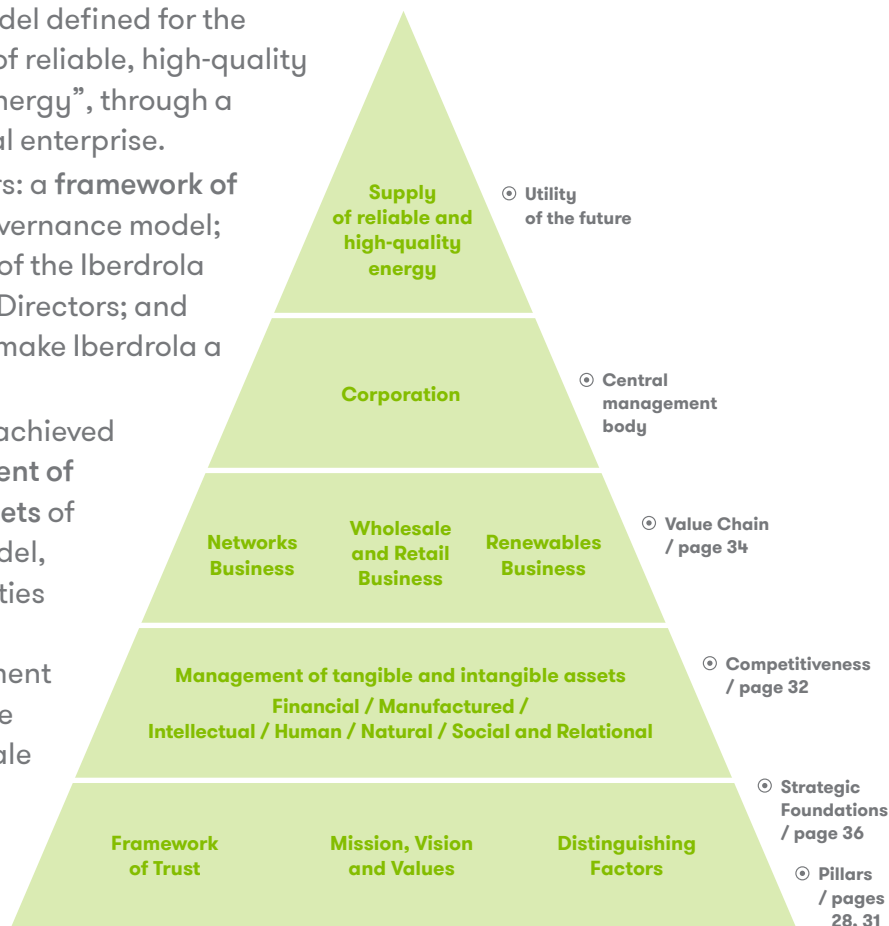 del defined for the
of reliable, high-quality
nergy”, through a
al enterprise.
rs: a framework of
vernance model;
of the Iberdrola
Directors; and
make Iberdrola a
achieved
ent of
ets of
del,
ties
nent
e
ale
Supply
of reliable and
high-quality
energy
Utility
of the future
Corporation
Central
management
body
Networks
Business
Wholesale
and Retail
Business
Renewables
Business
Value Chain
/ page 34
Management of tangible and intangible assets
Financial / Manufactured /
Intellectual / Human / Natural / Social and Relational
Competitiveness
/ page 32
Framework
of Trust
Mission, Vision
and Values
Distinguishing
Factors
Strategic
Foundations
/ page 36
Pillars
/ pages
28, 31